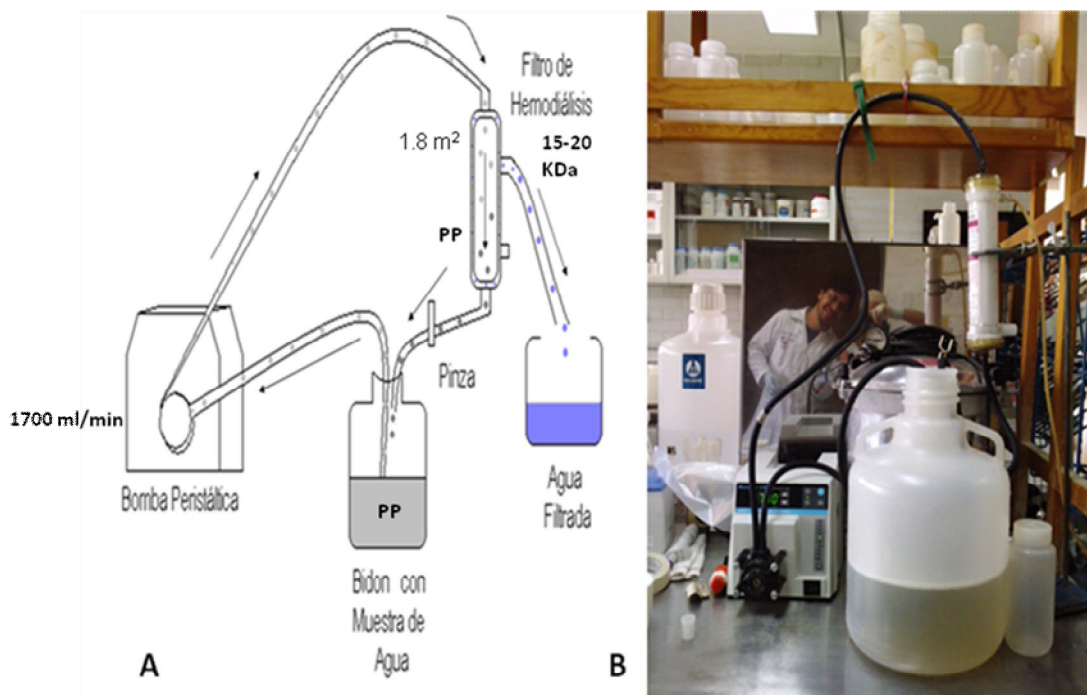 Filtro de
Hemodiálisis
1.8 m²
15-20
KDa
PP
Pinza
1700 ml/min
Bomba Peristáltica
PP
Agua
Filtrada
Bidon con
Muestra de
Agua
A
B